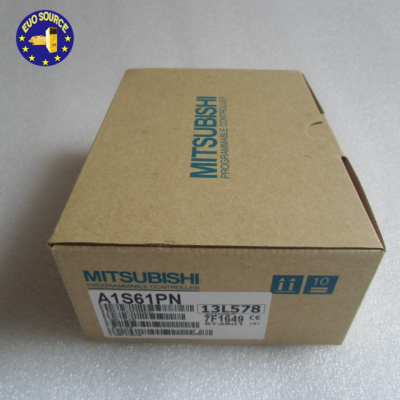 EUO SOURCE
MITSUBISHI
PROGRAMMABLE CONTROLLER
MITSUBISHI
PROGRAMMABLE CONTROLLER
A1S61PN
13L578
7F1649 CE
10